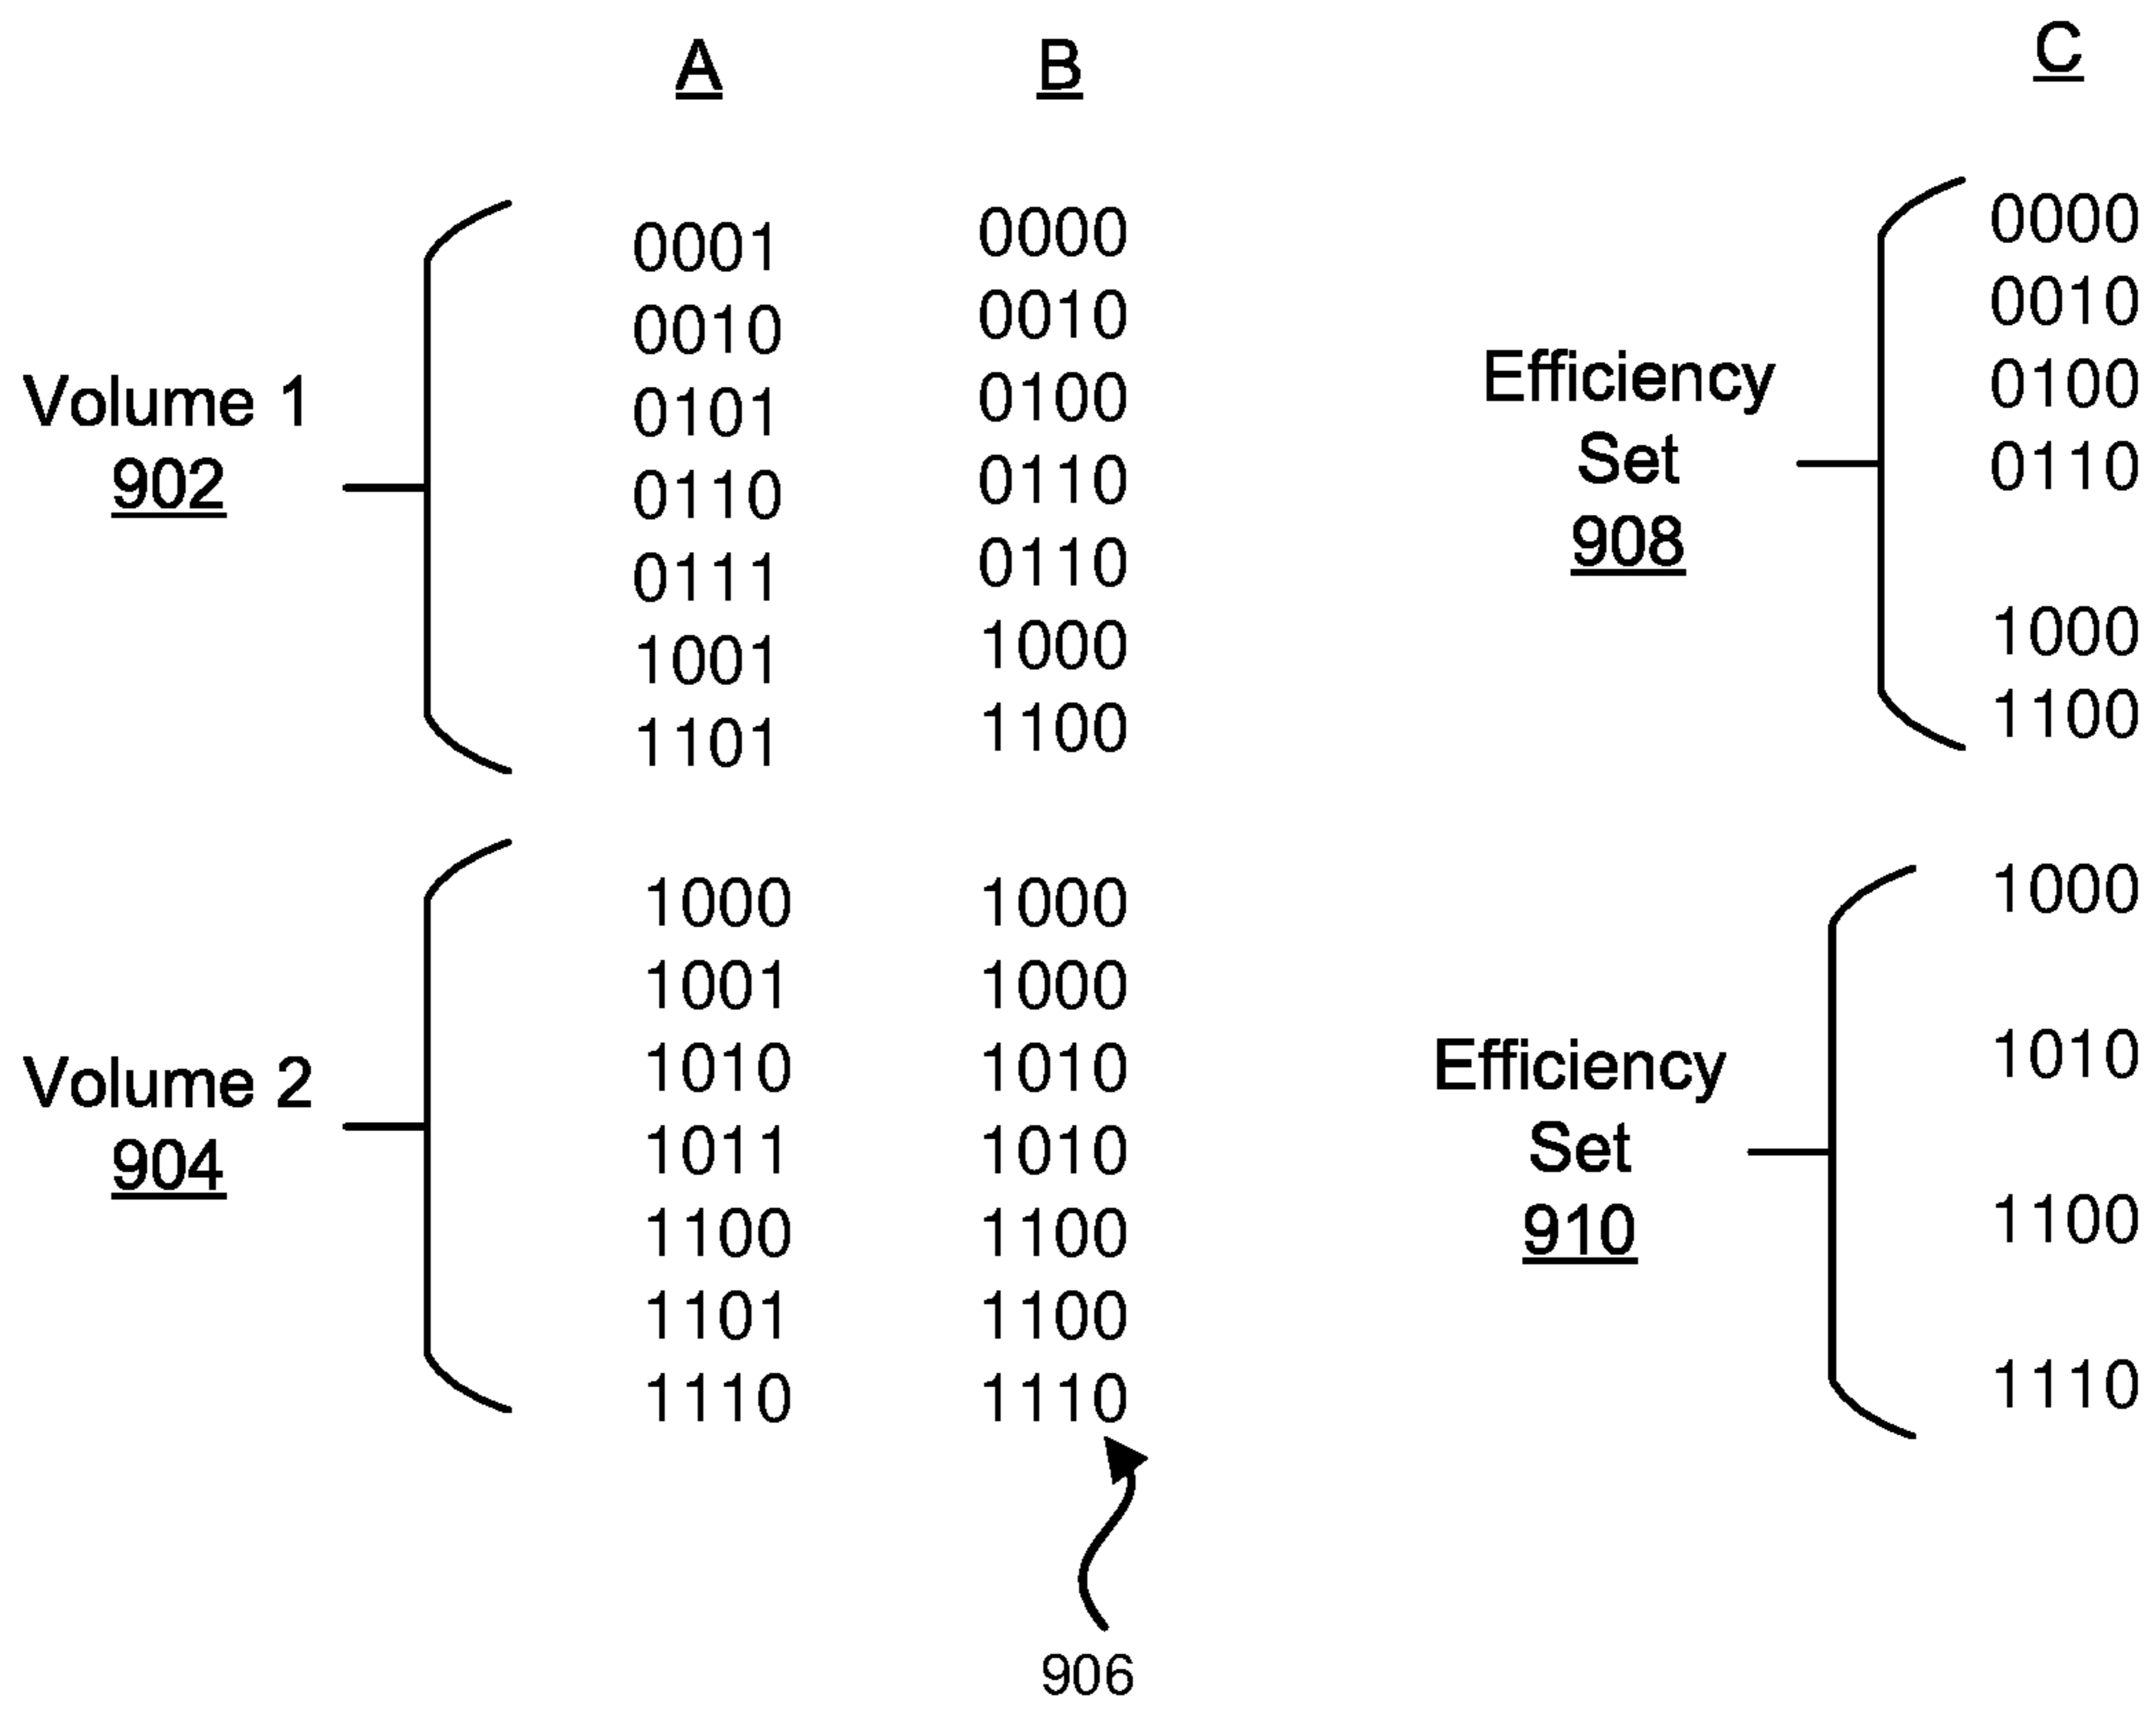 A B C
0001 0000 0000
0010 0010 0010
0101 0100 0100
0110 0110 0110
0111 0110
1001 1000 1000
1101 1100 1100
Volume 1
902
Efficiency
Set
908
1000 1000 1000
1001 1000
1010 1010 1010
1011 1010
1100 1100 1100
1101 1100
1110 1110 1110
Volume 2
904
Efficiency
Set
910
906